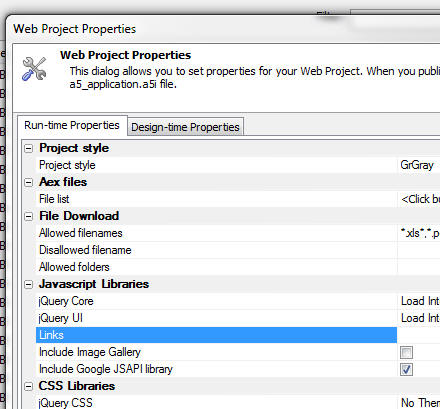 Web Project Properties
Web Project Properties
This dialog allows you to set properties for your Web Project. When you publi
a5_application.a5i file.
Run-time Properties Design-time Properties
Project style
Project style GrGray
Aex files
File list <Click bu
File Download
Allowed filenames *.xls*,*.p
Disallowed filename
Allowed folders
Javascript Libraries
jQuery Core Load Int
jQuery UI Load Int
Links
Include Image Gallery
Include Google JSAPI library
CSS Libraries
jQuery CSS No Them